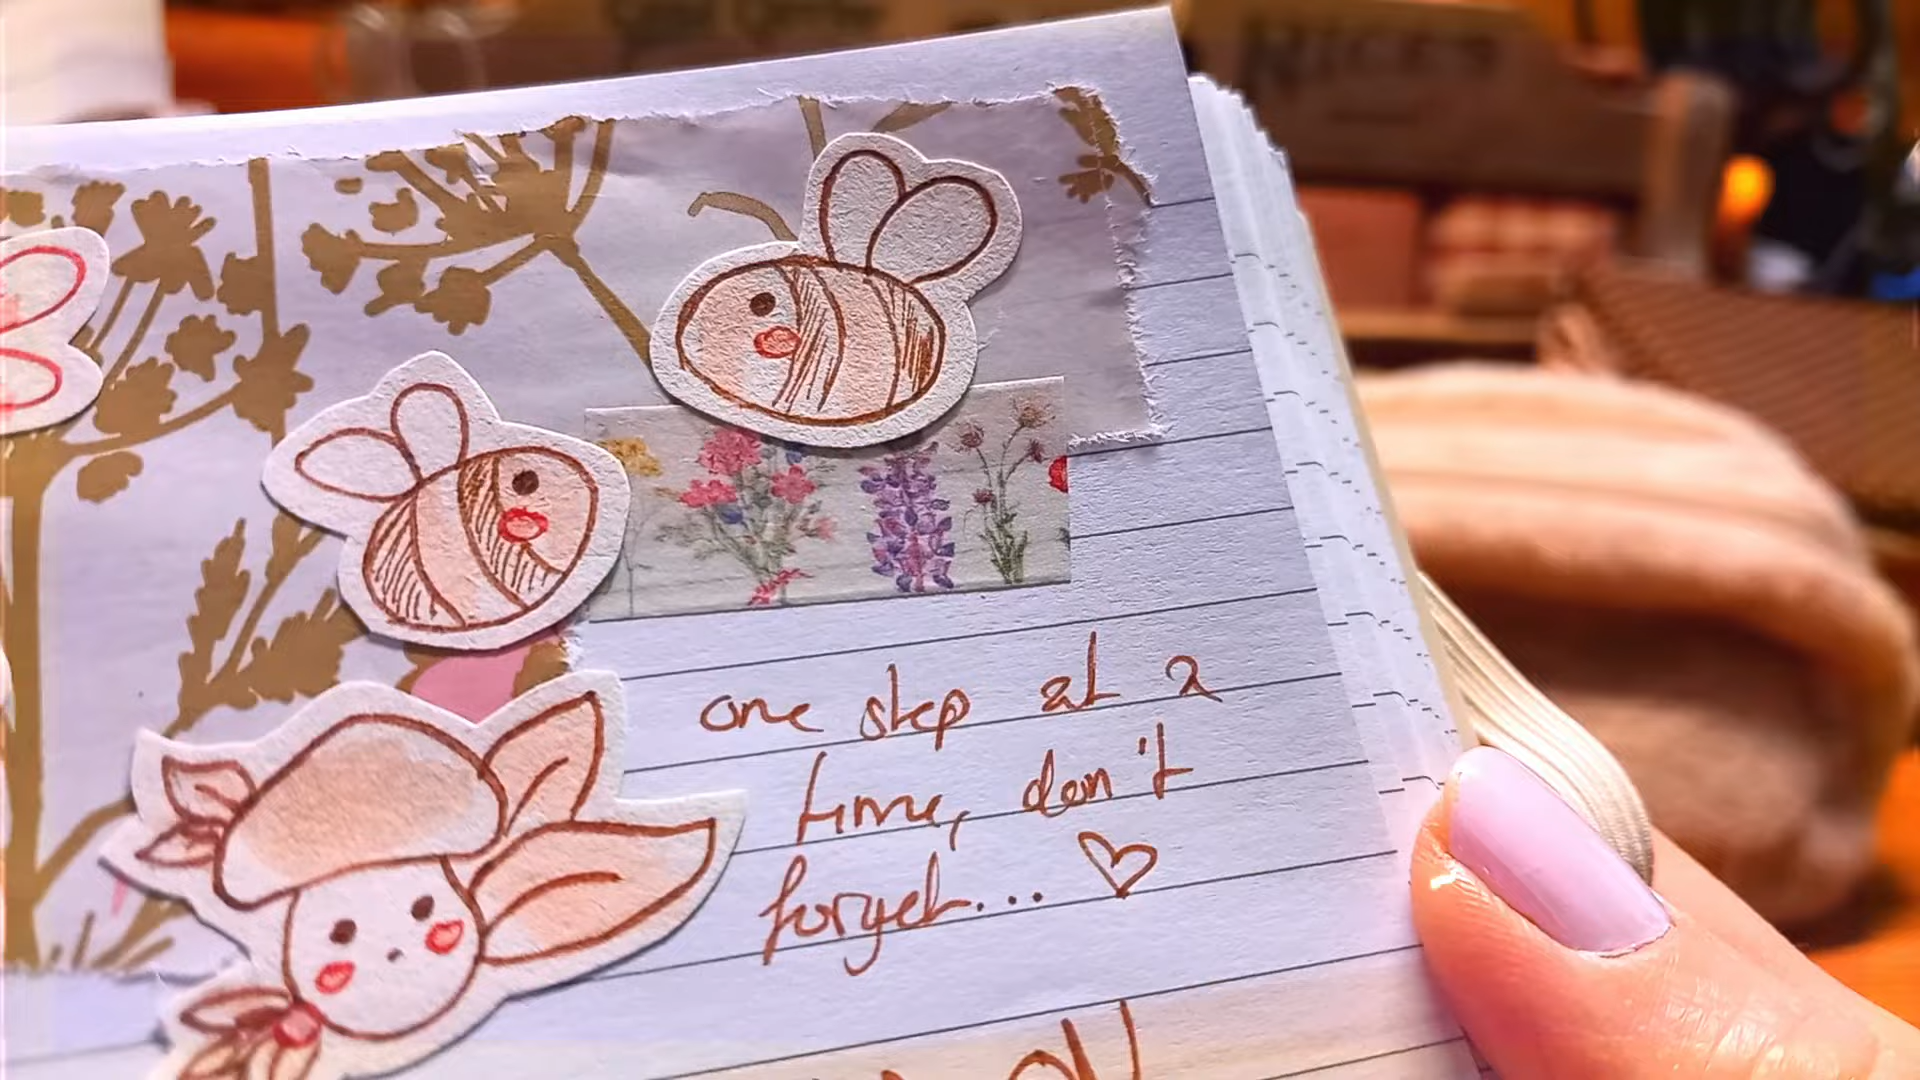 one step at a
time, don't
forget... ♡